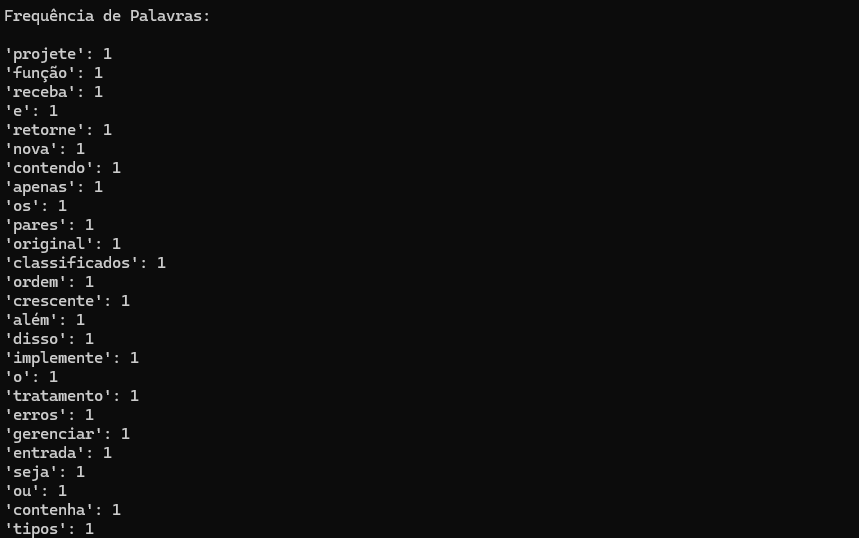 Frequência de Palavras:

'projete': 1
'função': 1
'receba': 1
'e': 1
'retorne': 1
'nova': 1
'contendo': 1
'apenas': 1
'os': 1
'pares': 1
'original': 1
'classificados': 1
'ordem': 1
'crescente': 1
'além': 1
'disso': 1
'implemente': 1
'o': 1
'tratamento': 1
'erros': 1
'gerenciar': 1
'entrada': 1
'seja': 1
'ou': 1
'contenha': 1
'tipos': 1